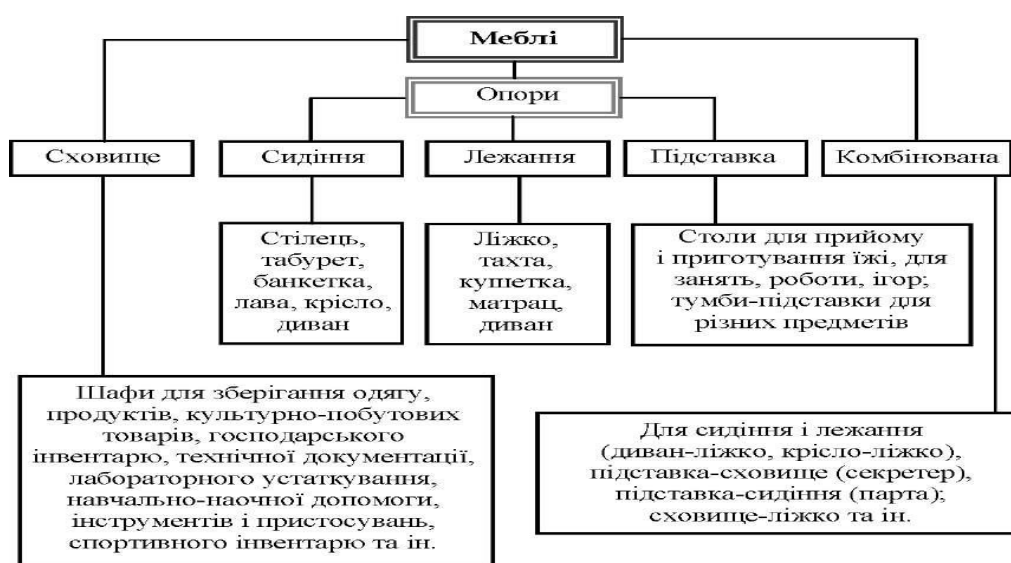 Меблі
Опори
Сховище
Сидіння
Лежання
Підставка
Комбінована
Стілець,
табурет,
банкетка,
лава, крісло,
диван
Ліжко,
тахта,
кушетка,
матрац,
диван
Столи для прийому
і приготування їжі, для
занять, роботи, ігор;
тумби-підставки для
різних предметів
Шафи для зберігання одягу,
продуктів, культурно-побутових
товарів, господарського
інвентарю, технічної документації,
лабораторного устаткування,
навчально-наочної допомоги,
інструментів і пристосувань,
спортивного інвентарю та ін.
Для сидіння і лежання
(диван-ліжко, крісло-ліжко),
підставка-сховище (секретер),
підставка-сидіння (парта);
сховище-ліжко та ін.